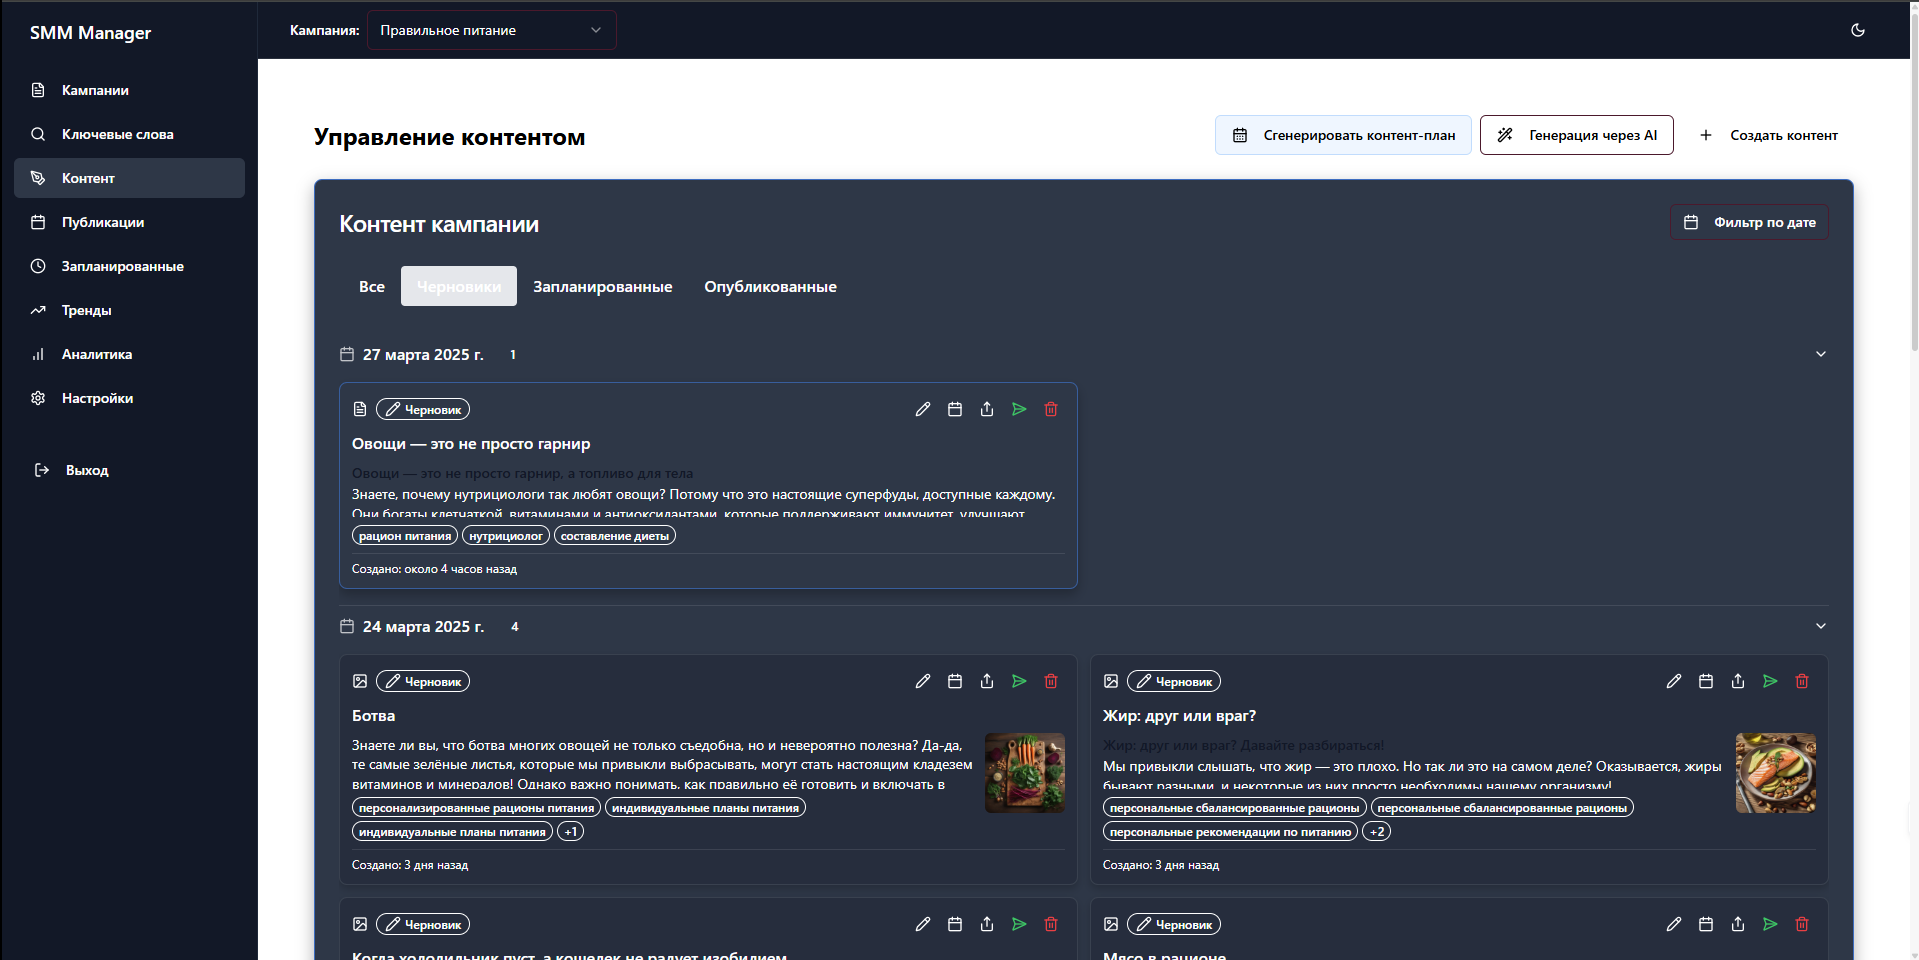 SMM Manager
Кампания: Правильное питание
Кампании
Ключевые слова
Контент
Публикации
Запланированные
Тренды
Аналитика
Настройки
Выход
Управление контентом
Сгенерировать контент-план
Генерация через AI
Создать контент
Контент кампании
Фильтр по дате
Все Черновики Запланированные Опубликованные
27 марта 2025 г. 1
Черновик
Овощи — это не просто гарнир
Овощи — это не просто гарнир, а топливо для тела
Знаете, почему нутрициологи так любят овощи? Потому что это настоящие суперфуды, доступные каждому.
Они богаты клетчаткой, витаминами и антиоксидантами, которые поддерживают иммунитет, улучшают
рацион питания нутрициолог составление диеты
Создано: около 4 часов назад
24 марта 2025 г. 4
Черновик
Ботва
Знаете ли вы, что ботва многих овощей не только съедобна, но и невероятно полезна? Да-да,
те самые зелёные листья, которые мы привыкли выбрасывать, могут стать настоящим кладезем
витаминов и минералов! Однако важно понимать, как правильно её готовить и включать в
персонализированные рационы питания индивидуальные планы питания
индивидуальные планы питания +1
Создано: 3 дня назад
Черновик
Жир: друг или враг?
Жир: друг или враг? Давайте разбираться!
Мы привыкли слышать, что жир — это плохо. Но так ли это на самом деле? Оказывается, жиры
бывают разными, и некоторые из них просто необходимы нашему организму!
персональные сбалансированные рационы персональные сбалансированные рационы
персональные рекомендации по питанию +2
Создано: 3 дня назад
Черновик
Когда холодильник пуст, а кошелек не радует изобилием
Черновик
Мясо в рационе